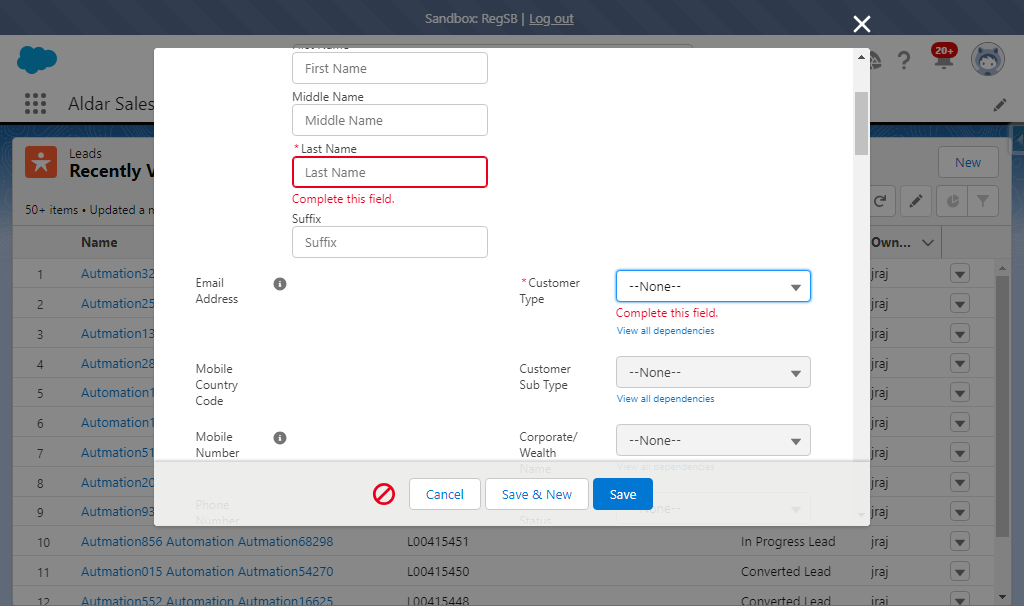 Sandbox: RegSB | Log out
20+
Aldar Sales
Leads
Recently V
New
50+ items • Updated a m
Name
Own...
First Name
First Name
Middle Name
Middle Name
*Last Name
Last Name
Complete this field.
Suffix
Suffix
Email
Address
*Customer
Type
--None--
Complete this field.
View all dependencies
Mobile
Country
Code
Customer
Sub Type
--None--
View all dependencies
Mobile
Number
Corporate/
Wealth
Name
--None--
View all dependencies
Phone
Number
Status
--None--
Cancel
Save & New
Save
1 Autmation32 jraj
2 Autmation25 jraj
3 Autmation13 jraj
4 Autmation28 jraj
5 Autmation1 jraj
6 Autmation1 jraj
7 Autmation51 jraj
8 Autmation20 jraj
9 Autmation93 jraj
10 Autmation856 Automation Autmation68298 L00415451 In Progress Lead jraj
11 Autmation015 Automation Autmation54270 L00415450 Converted Lead jraj
12 Autmation552 Automation Autmation16625 L00415448 Converted Lead jraj